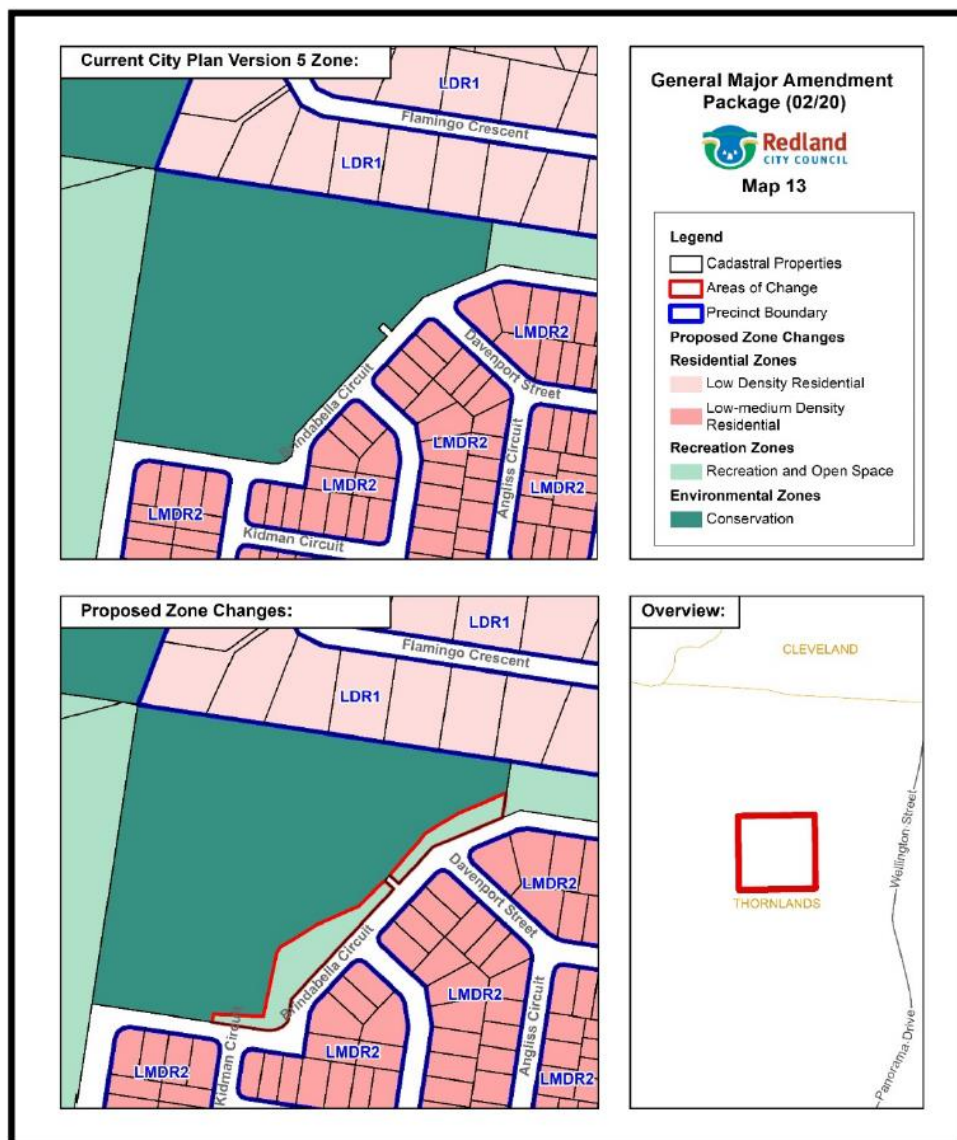 Current City Plan Version 5 Zone:
LDR1
Flamingo Crescent
LDR1
LMDR2
Davenport Street
Brindabella Circuit
LMDR2
LMDR2
Angliss Circuit
LMDR2
LMDR2
Kidman Circuit
General Major Amendment
Package (02/20)
Redland
CITY COUNCIL
Map 13
Legend
Cadastral Properties
Areas of Change
Precinct Boundary
Proposed Zone Changes
Residential Zones
Low Density Residential
Low-medium Density
Residential
Recreation Zones
Recreation and Open Space
Environmental Zones
Conservation
Proposed Zone Changes:
LDR1
Flamingo Crescent
LDR1
Davenport Street
LMDR2
Brindabella Circuit
LMDR2
Angliss Circuit
LMDR2
LMDR2
Kidman Circuit
LMDR2
Overview:
CLEVELAND
Wellington Street
THORNLANDS
Panorama Drive